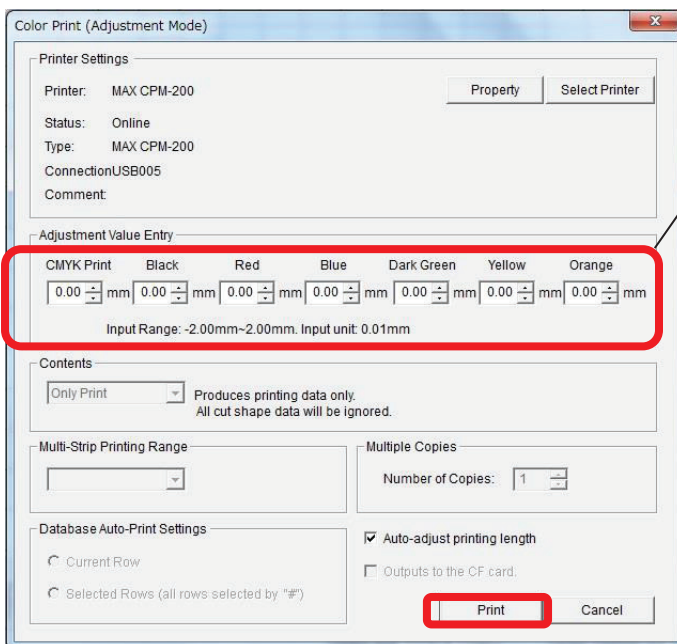 Color Print (Adjustment Mode)
Printer Settings
Printer: MAX CPM-200 Property Select Printer
Status: Online
Type: MAX CPM-200
ConnectionUSB005
Comment:
Adjustment Value Entry
CMYK Print Black Red Blue Dark Green Yellow Orange
0.00 mm 0.00 mm 0.00 mm 0.00 mm 0.00 mm 0.00 mm 0.00 mm
Input Range: -2.00mm~2.00mm. Input unit: 0.01mm
Contents
Only Print Produces printing data only.
All cut shape data will be ignored.
Multi-Strip Printing Range Multiple Copies
Number of Copies: 1
Database Auto-Print Settings Auto-adjust printing length
Current Row Outputs to the CF card.
Selected Rows (all rows selected by "#")
Print Cancel